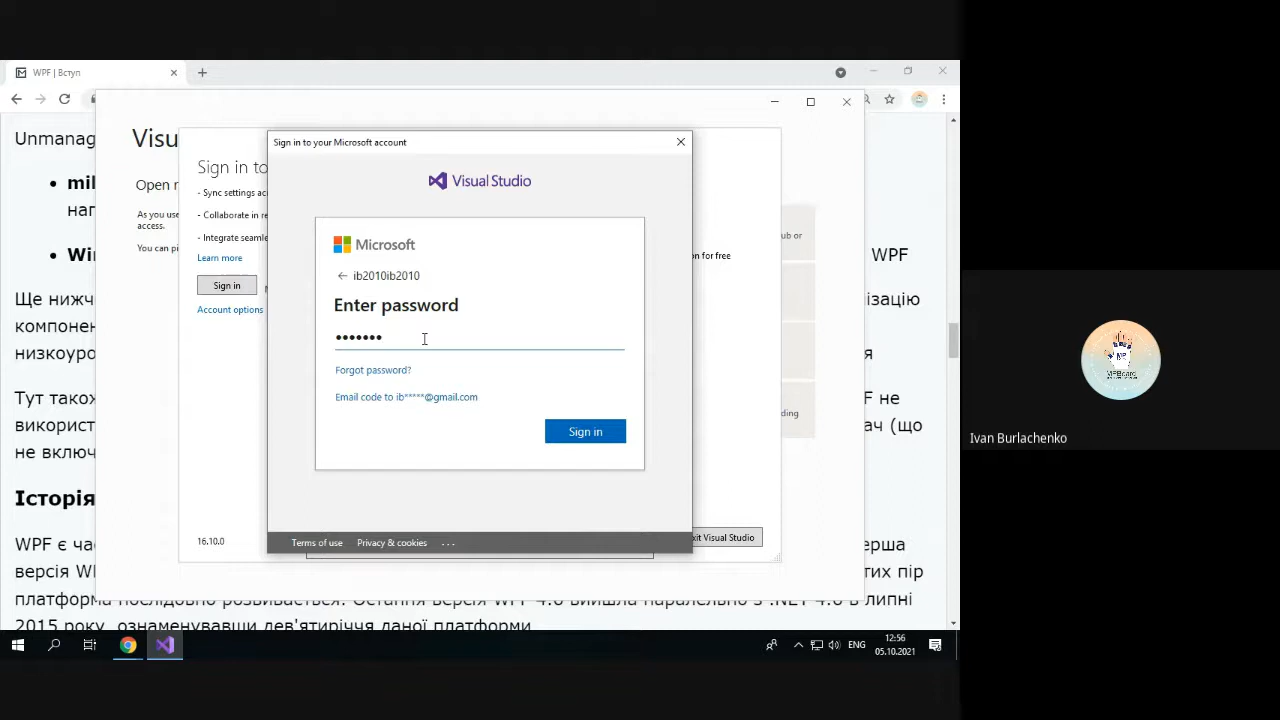 WPF | Вступ
Unmanag
Visu
Sign in to your Microsoft account
Visual Studio
Sign in to
Open r
- Sync settings ac
As you use
access.
- Collaborate in re
ub or
- Integrate seamle
You can pi
on for free
Learn more
Microsoft
WPF
ib2010ib2010
Sign in
Enter password
Account options
Forgot password?
Email code to ib*****@gmail.com
Sign in
ding
Ще нижч
ізацію
компонен
низкоуро
я
Тут також
F не
використ
ач (що
не включ
Історія
16.10.0
xit Visual Studio
Terms of use
Privacy & cookies
...
WPF є час
ерша
версія W
тих пір
платформа послідовно розвивається. Остання версія WPF 4.6 вийшла паралельно з .NET 4.6 в липні
2015 року, ознаменувавши дев'ятиріччя даної платформи.
ENG
12:56
05.10.2021
MPBoard
Ivan Burlachenko